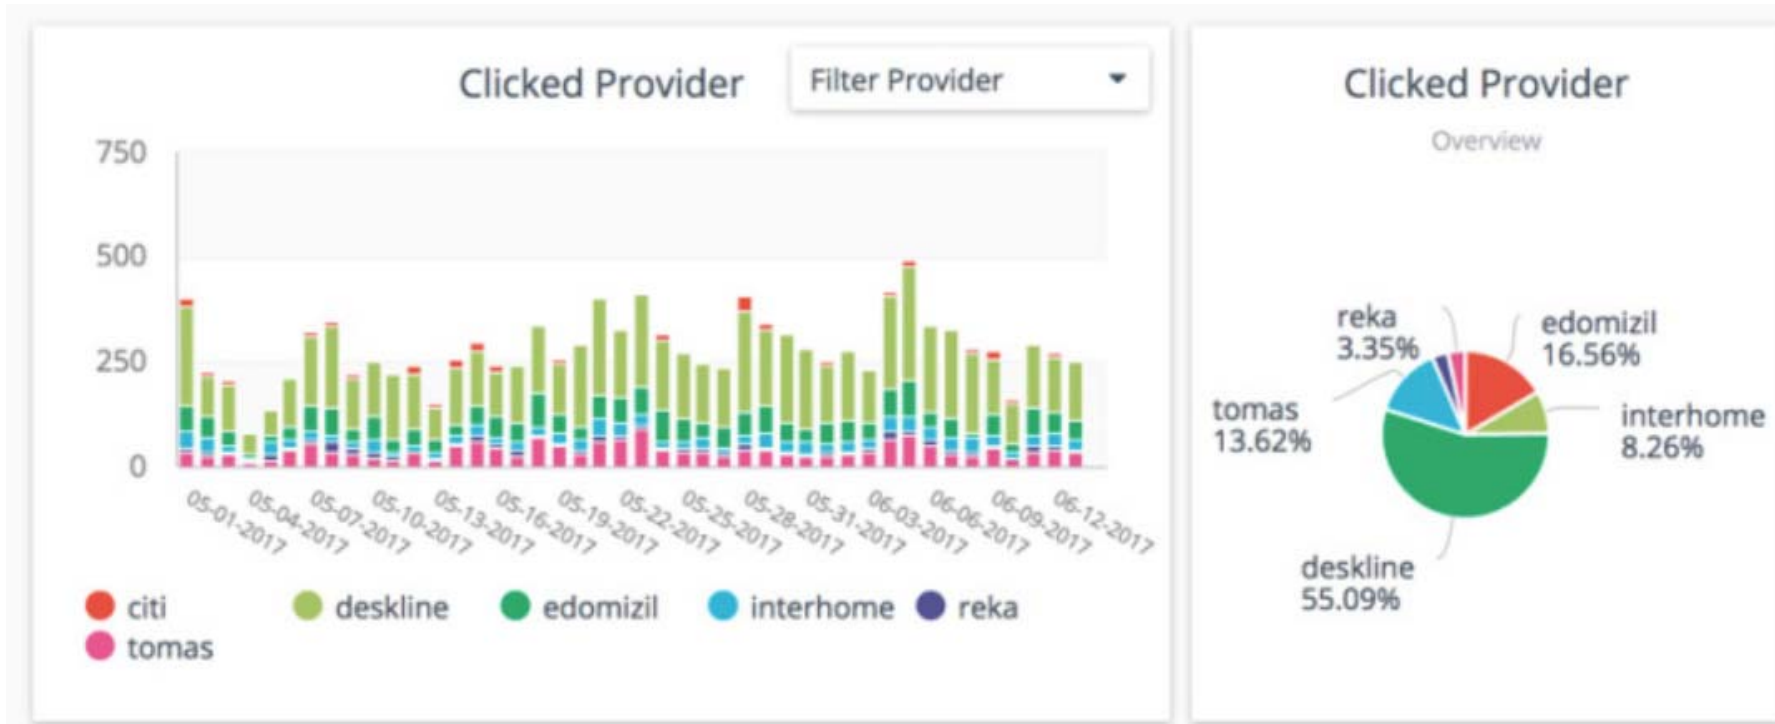 Clicked Provider
Filter Provider
750
500
250
0
05-01-2017
05-04-2017
05-07-2017
05-10-2017
05-13-2017
05-16-2017
05-19-2017
05-22-2017
05-25-2017
05-28-2017
05-31-2017
06-03-2017
06-06-2017
06-09-2017
06-12-2017
citi
deskline
edomizil
interhome
reka
tomas
Clicked Provider
Overview
reka
3.35%
edomizil
16.56%
tomas
13.62%
interhome
8.26%
deskline
55.09%